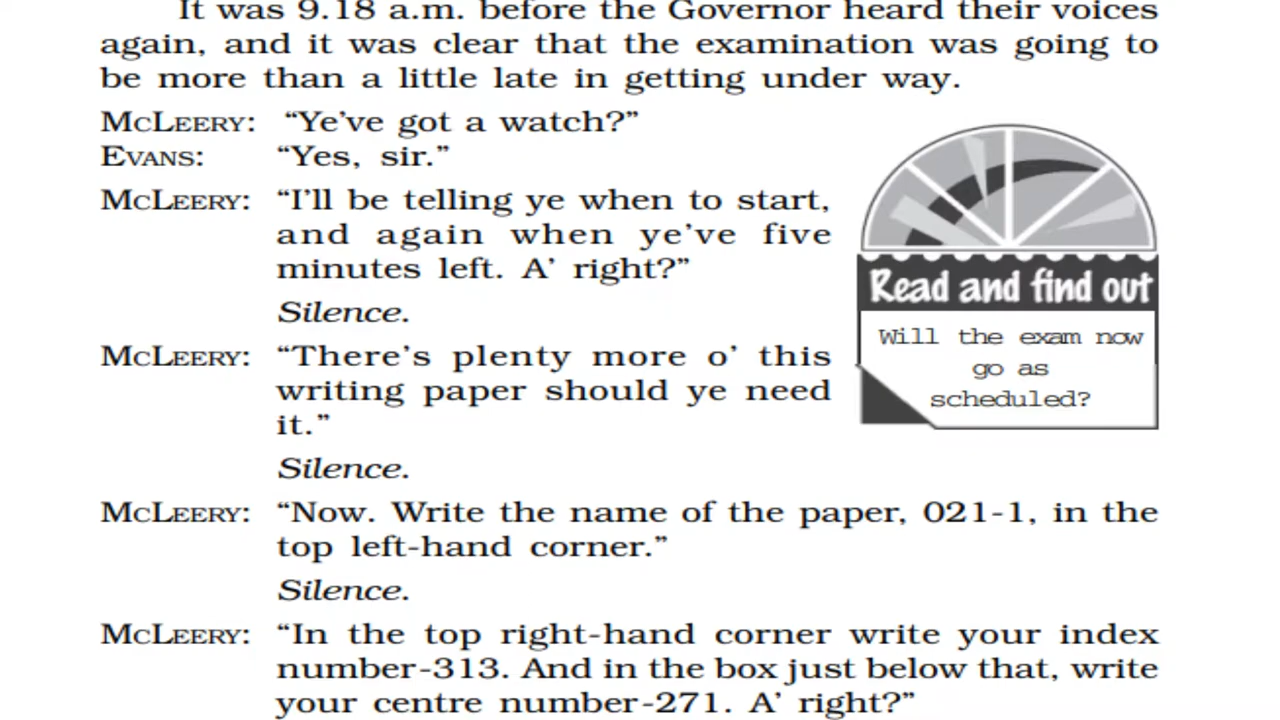 It was 9.18 a.m. before the Governor heard their voices
again, and it was clear that the examination was going to
be more than a little late in getting under way.
MCLEERY: “Ye’ve got a watch?”
EVANS: “Yes, sir.”
MCLEERY: “I’ll be telling ye when to start,
and again when ye’ve five
minutes left. A’ right?”
Silence.
MCLEERY: “There’s plenty more o’ this
writing paper should ye need
it.”
Silence.
Read and find out
Will the exam now
go as
scheduled?
MCLEERY: “Now. Write the name of the paper, 021-1, in the
top left-hand corner.”
Silence.
MCLEERY: “In the top right-hand corner write your index
number-313. And in the box just below that, write
your centre number-271. A’ right?”